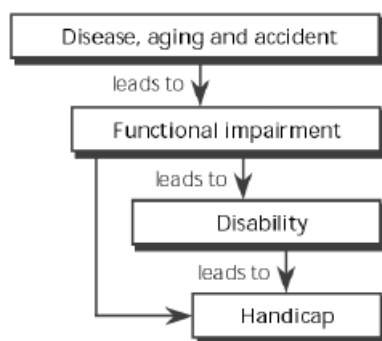 Disease, aging and accident
leads to
Functional impairment
leads to
Disability
leads to
Handicap